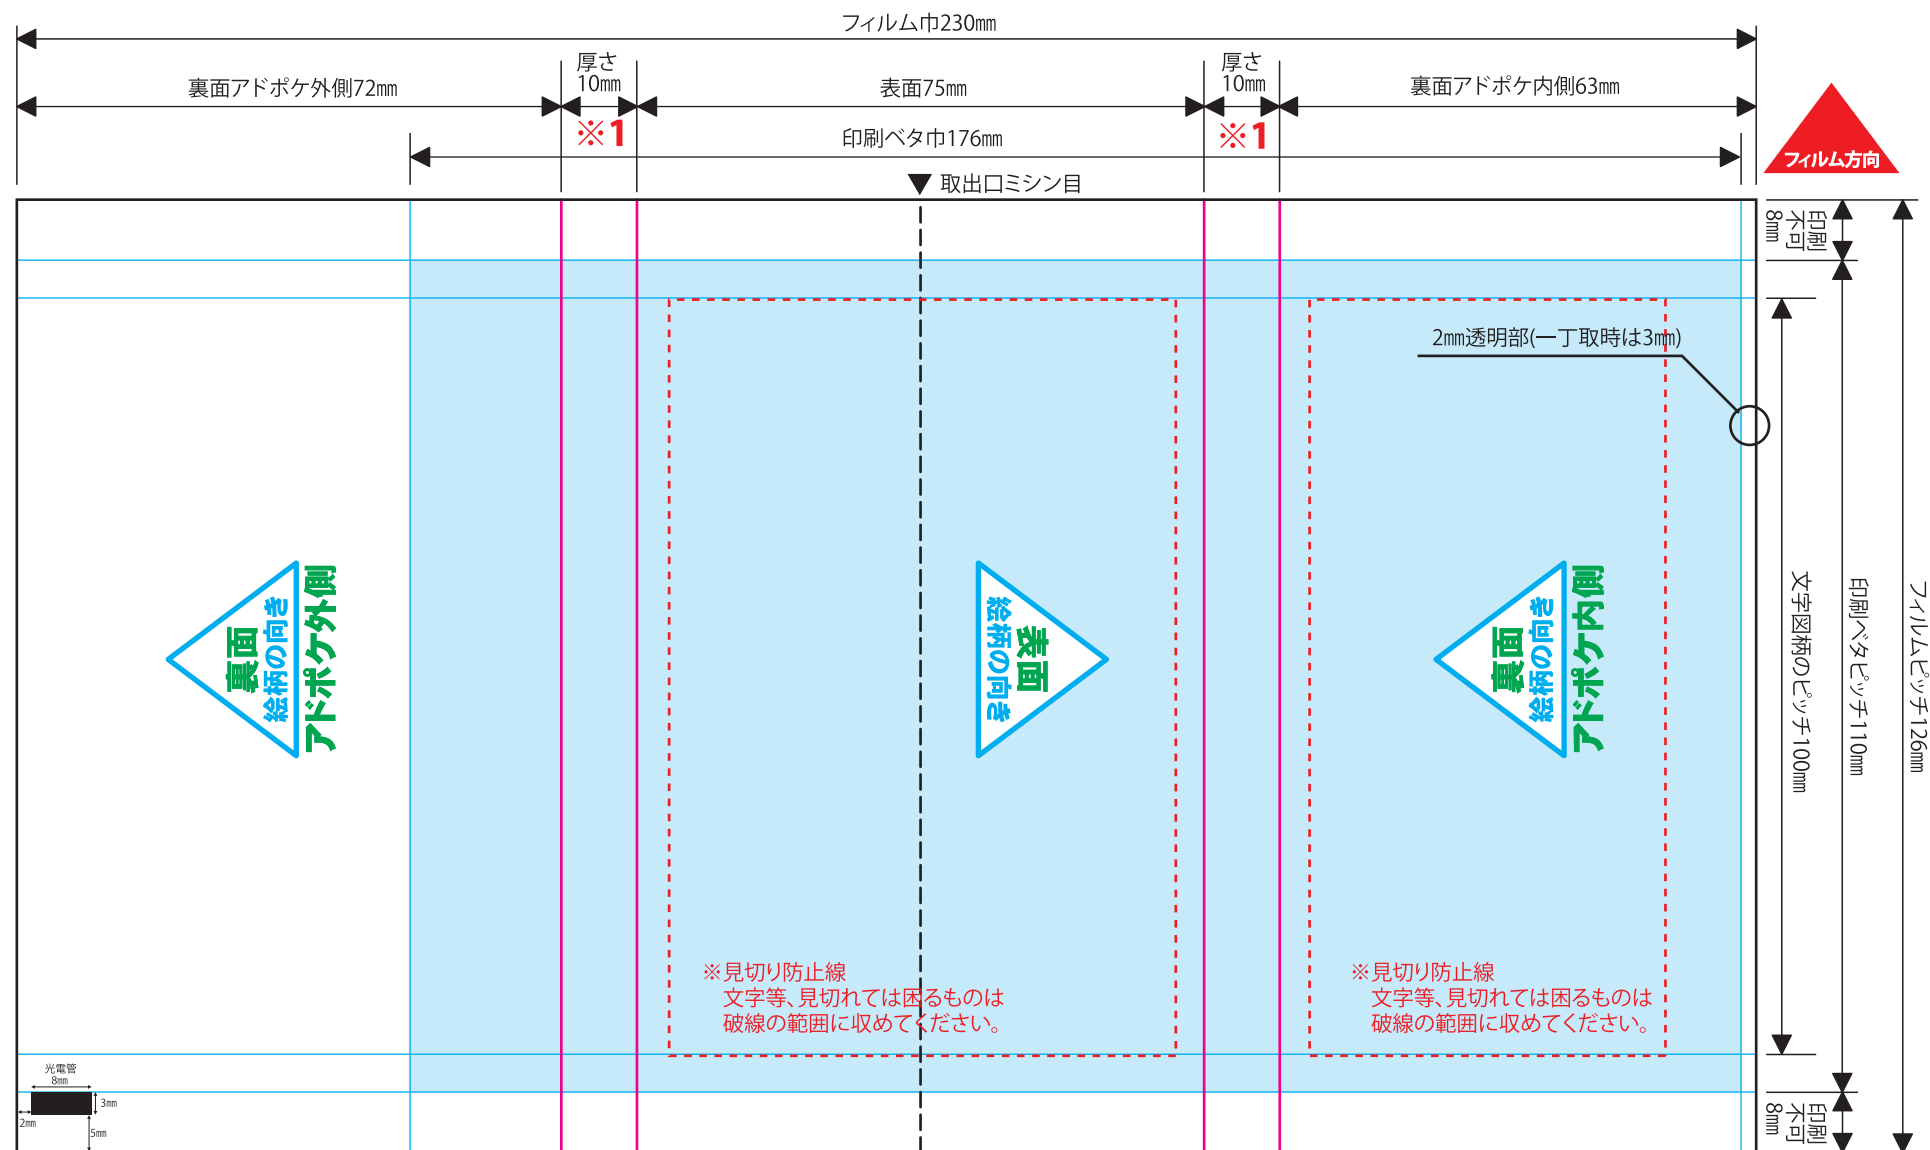 フィルム巾230mm
裏面アドポケ外側72mm
厚さ
10mm
※1
表面75mm
厚さ
10mm
※1
裏面アドポケ内側63mm
印刷ベタ巾176mm
▼取出口ミシン目
フィルム方向
印刷
不可
8mm
2mm透明部(一丁取時は3mm)
裏面
絵柄の向き
アドポケ外側
表面
絵柄の向き
裏面
絵柄の向き
アドポケ内側
文字図柄のピッチ100mm
印刷ベタピッチ110mm
フィルムピッチ126mm
※見切り防止線
文字等、見切れては困るものは
破線の範囲に収めてください。
※見切り防止線
文字等、見切れては困るものは
破線の範囲に収めてください。
光電管
8mm
3mm
2mm
5mm
印刷
不可
8mm